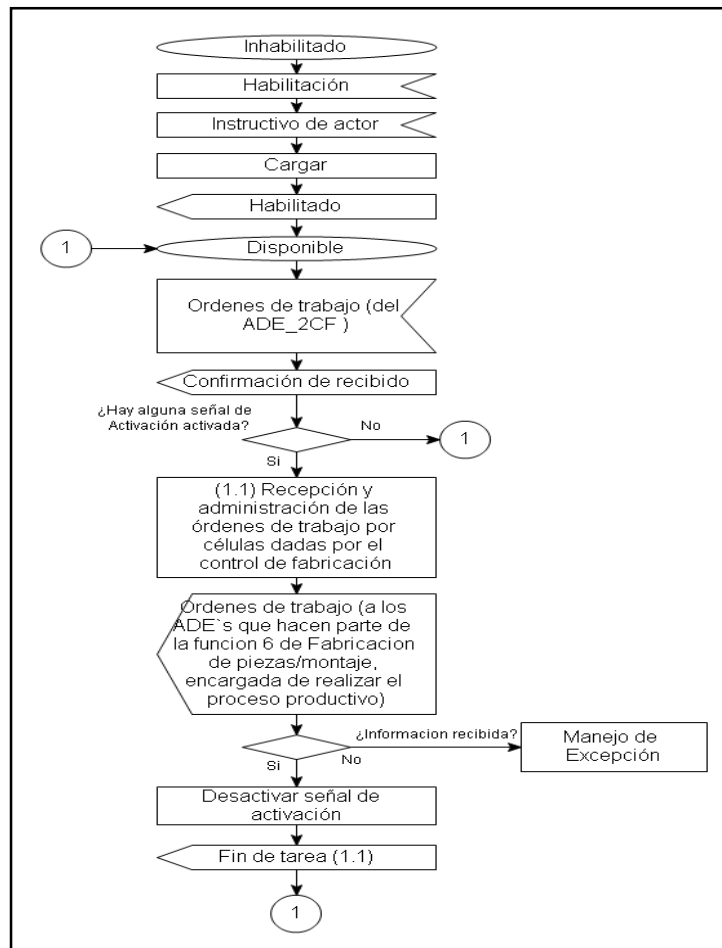 Inhabilitado
Habilitación
Instructivo de actor
Cargar
Habilitado
1
Disponible
Ordenes de trabajo (del
ADE_2CF )
Confirmación de recibido
¿Hay alguna señal de
Activación activada?
No
1
Si
(1.1) Recepción y
administración de las
órdenes de trabajo por
células dadas por el
control de fabricación
Ordenes de trabajo (a los
ADE`s que hacen parte de
la funcion 6 de Fabricacion
de piezas/montaje,
encargada de realizar el
proceso productivo)
¿Informacion recibida?
Manejo de
Excepción
Si
No
Desactivar señal de
activación
Fin de tarea (1.1)
1